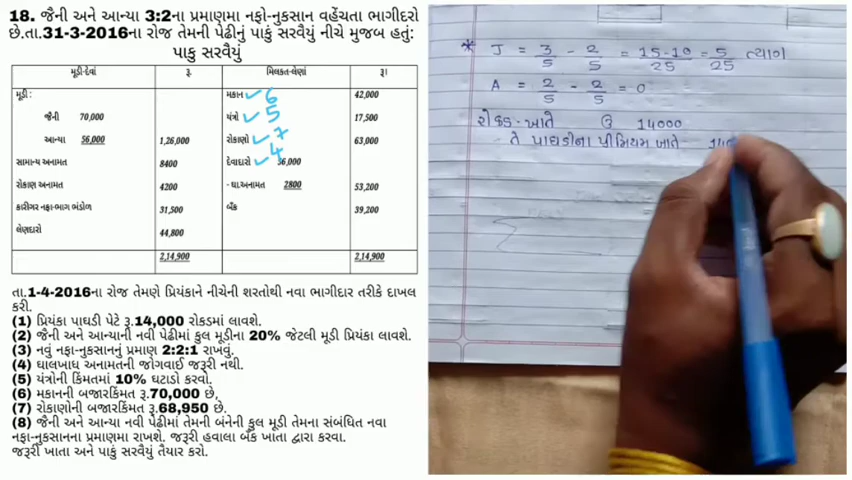 18. જૈની અને આન્યા 3:2ના પ્રમાણમા નફો-નુકસાન વહેંચતા ભાગીદારો
છે.તા.31-3-2016ના રોજ તેમની પેઢીનું પાકું સરવૈયું નીચે મુજબ હતું:
પાકુ સરવૈયું
મૂડી-દેવાં રૂ. મિલકત-લેણાં રૂ।
મૂડી: મકાન 6 42,000
જૈની 70,000 યંત્રો 5 17,500
આન્યા 56,000 1,26,000 રોકાણો 7 63,000
સામાન્ય અનામત 8400 દેવાદારો 4 56,000
રોકાણ અનામત 4200 - ઘા.અનામત 2800 53,200
કારીગર નફા-ભાગ ભંડોળ 31,500 બૅંક 39,200
લેણદારો 44,800
2,14,900 2,14,900
તા.1-4-2016ના રોજ તેમણે પ્રિયંકાને નીચેની શરતોથી નવા ભાગીદાર તરીકે દાખલ
કરી.
(1) પ્રિયંકા પાઘડી પેટે રૂ.14,000 રોકડમાં લાવશે.
(2) જૈની અને આન્યાની નવી પેઢીમાં કુલ મૂડીના 20% જેટલી મૂડી પ્રિયંકા લાવશે.
(3) નવું નફા-નુકસાનનું પ્રમાણ 2:2:1 રાખવું.
(4) ઘાલખાધ અનામતની જોગવાઈ જરૂરી નથી.
(5) યંત્રોની કિંમતમાં 10% ઘટાડો કરવો.
(6) મકાનની બજારકિંમત રૂ.70,000 છે,
(7) રોકાણોની બજારકિંમત રૂ.68,950 છે.
(8) જૈની અને આન્યા નવી પેઢીમાં તેમની બંનેની કુલ મૂડી તેમના સંબંધિત નવા
નફા-નુકસાનના પ્રમાણમા રાખશે. જરૂરી હવાલા બૅંક ખાતા દ્વારા કરવા.
જરૂરી ખાતા અને પાકું સરવૈયું તૈયાર કરો.
* J = 3/5 - 2/5 = 15-10/25 = 5/25 ત્યાગ
A = 2/5 - 2/5 = 0
રોકડ ખાતે ઉ 14000
- તે પાઘડીના પ્રીમિયમ ખાતે